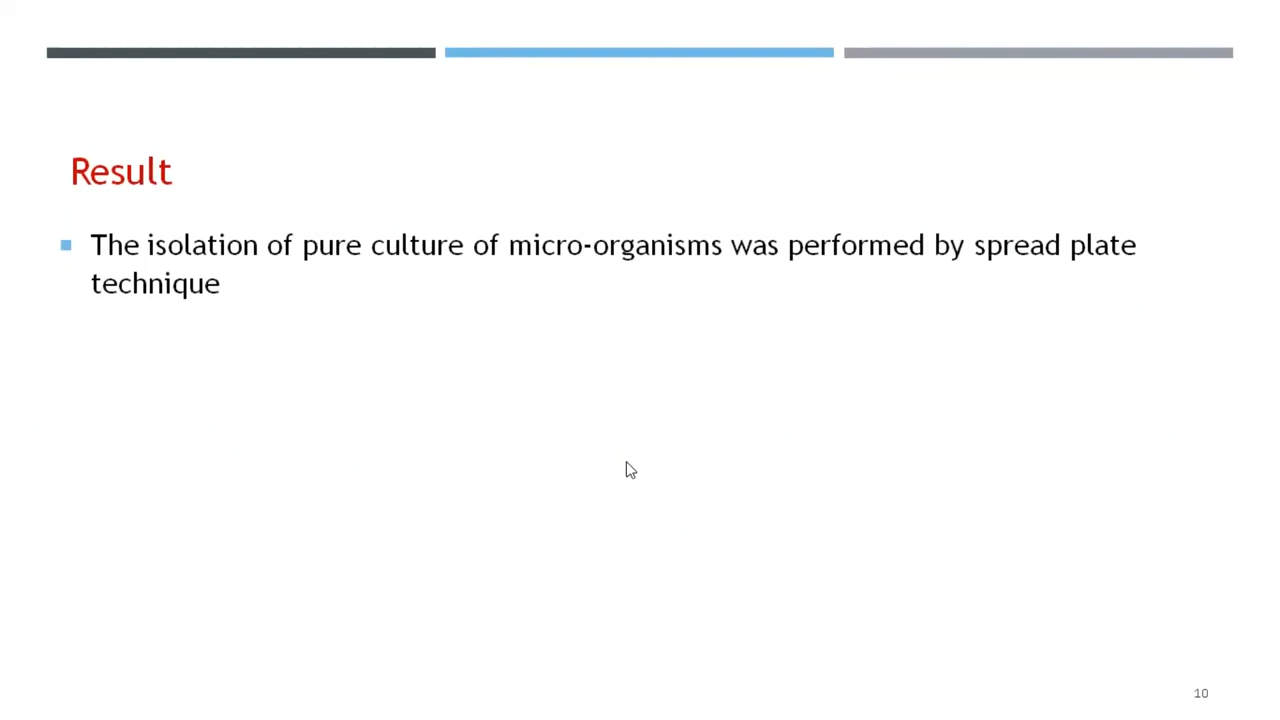 Result
The isolation of pure culture of micro-organisms was performed by spread plate
technique
10